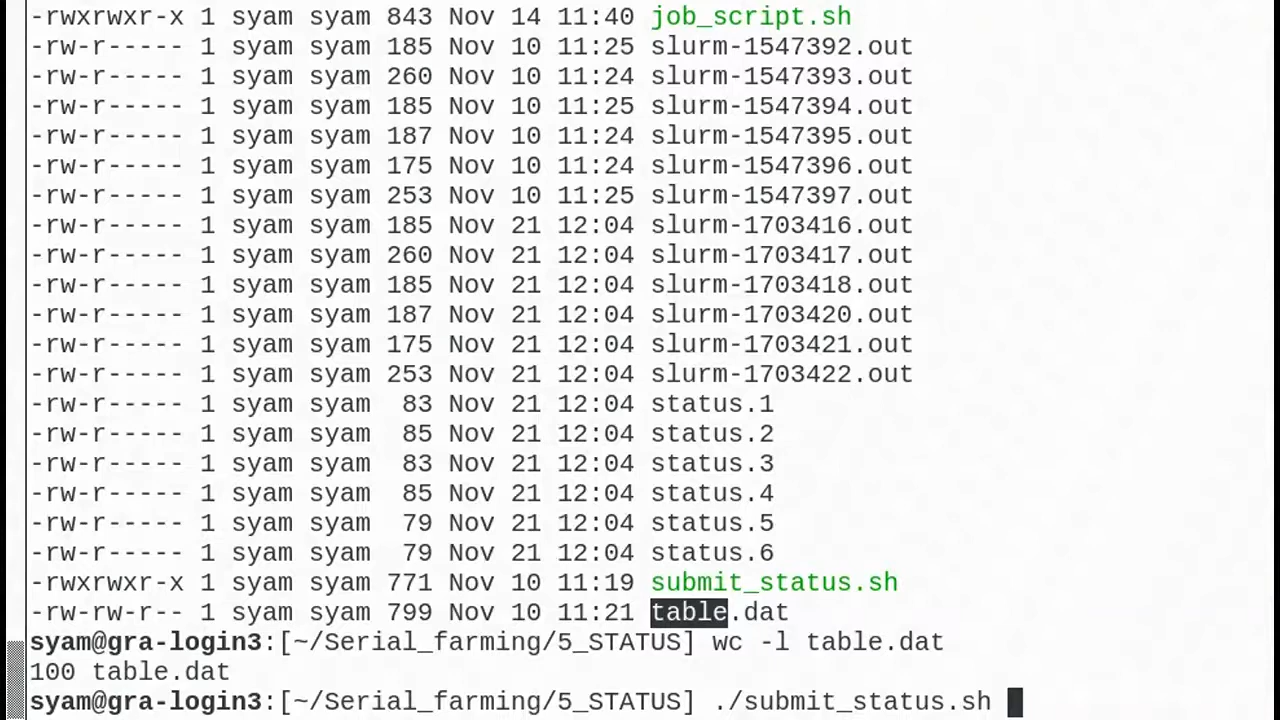 -rwxrwxr-x 1 syam syam 843 Nov 14 11:40 job_script.sh
-rw-r----- 1 syam syam 185 Nov 10 11:25 slurm-1547392.out
-rw-r----- 1 syam syam 260 Nov 10 11:24 slurm-1547393.out
-rw-r----- 1 syam syam 185 Nov 10 11:25 slurm-1547394.out
-rw-r----- 1 syam syam 187 Nov 10 11:24 slurm-1547395.out
-rw-r----- 1 syam syam 175 Nov 10 11:24 slurm-1547396.out
-rw-r----- 1 syam syam 253 Nov 10 11:25 slurm-1547397.out
-rw-r----- 1 syam syam 185 Nov 21 12:04 slurm-1703416.out
-rw-r----- 1 syam syam 260 Nov 21 12:04 slurm-1703417.out
-rw-r----- 1 syam syam 185 Nov 21 12:04 slurm-1703418.out
-rw-r----- 1 syam syam 187 Nov 21 12:04 slurm-1703420.out
-rw-r----- 1 syam syam 175 Nov 21 12:04 slurm-1703421.out
-rw-r----- 1 syam syam 253 Nov 21 12:04 slurm-1703422.out
-rw-r----- 1 syam syam  83 Nov 21 12:04 status.1
-rw-r----- 1 syam syam  85 Nov 21 12:04 status.2
-rw-r----- 1 syam syam  83 Nov 21 12:04 status.3
-rw-r----- 1 syam syam  85 Nov 21 12:04 status.4
-rw-r----- 1 syam syam  79 Nov 21 12:04 status.5
-rw-r----- 1 syam syam  79 Nov 21 12:04 status.6
-rwxrwxr-x 1 syam syam 771 Nov 10 11:19 submit_status.sh
-rw-rw-r-- 1 syam syam 799 Nov 10 11:21 table.dat
syam@gra-login3:[~/Serial_farming/5_STATUS] wc -l table.dat
100 table.dat
syam@gra-login3:[~/Serial_farming/5_STATUS] ./submit_status.sh